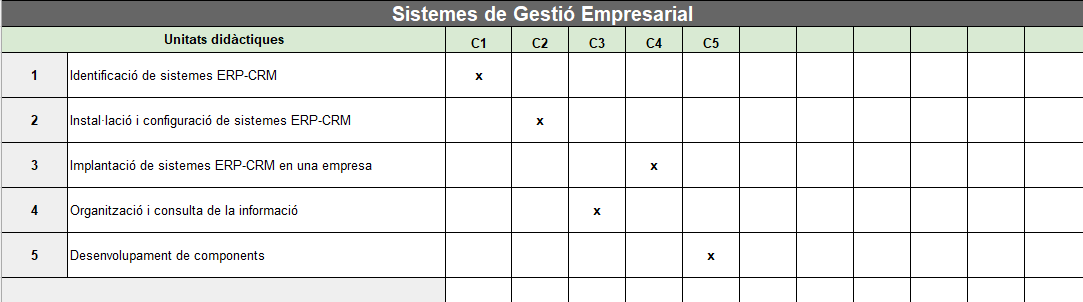 Sistemes de Gestió Empresarial
Unitats didàctiques C1 C2 C3 C4 C5
1 Identificació de sistemes ERP-CRM x
2 Instal·lació i configuració de sistemes ERP-CRM x
3 Implantació de sistemes ERP-CRM en una empresa x
4 Organització i consulta de la informació x
5 Desenvolupament de components x